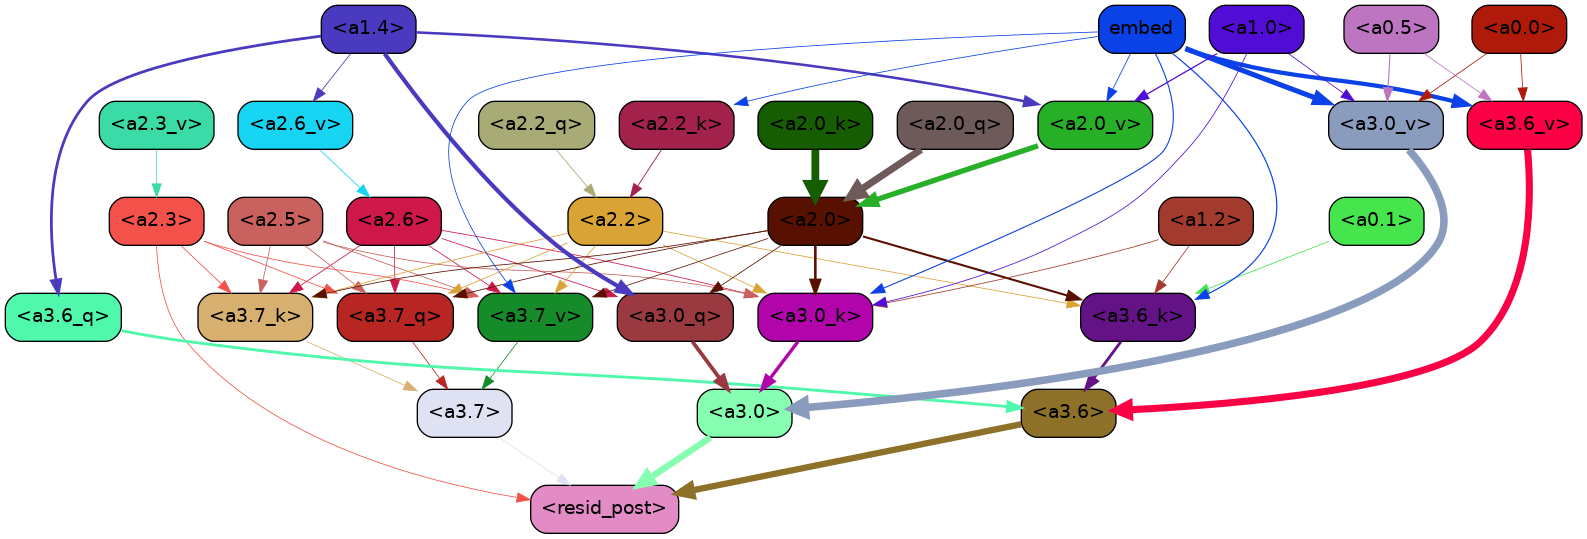 <a1.4> embed <a1.0> <a0.5> <a0.0>
<a2.3_v> <a2.6_v> <a2.2_q> <a2.2_k> <a2.0_k> <a2.0_q> <a2.0_v> <a3.0_v> <a3.6_v>
<a2.3> <a2.5> <a2.6> <a2.2> <a2.0> <a1.2> <a0.1>
<a3.6_q> <a3.7_k> <a3.7_q> <a3.7_v> <a3.0_q> <a3.0_k> <a3.6_k>
<a3.7> <a3.0> <a3.6>
<resid_post>